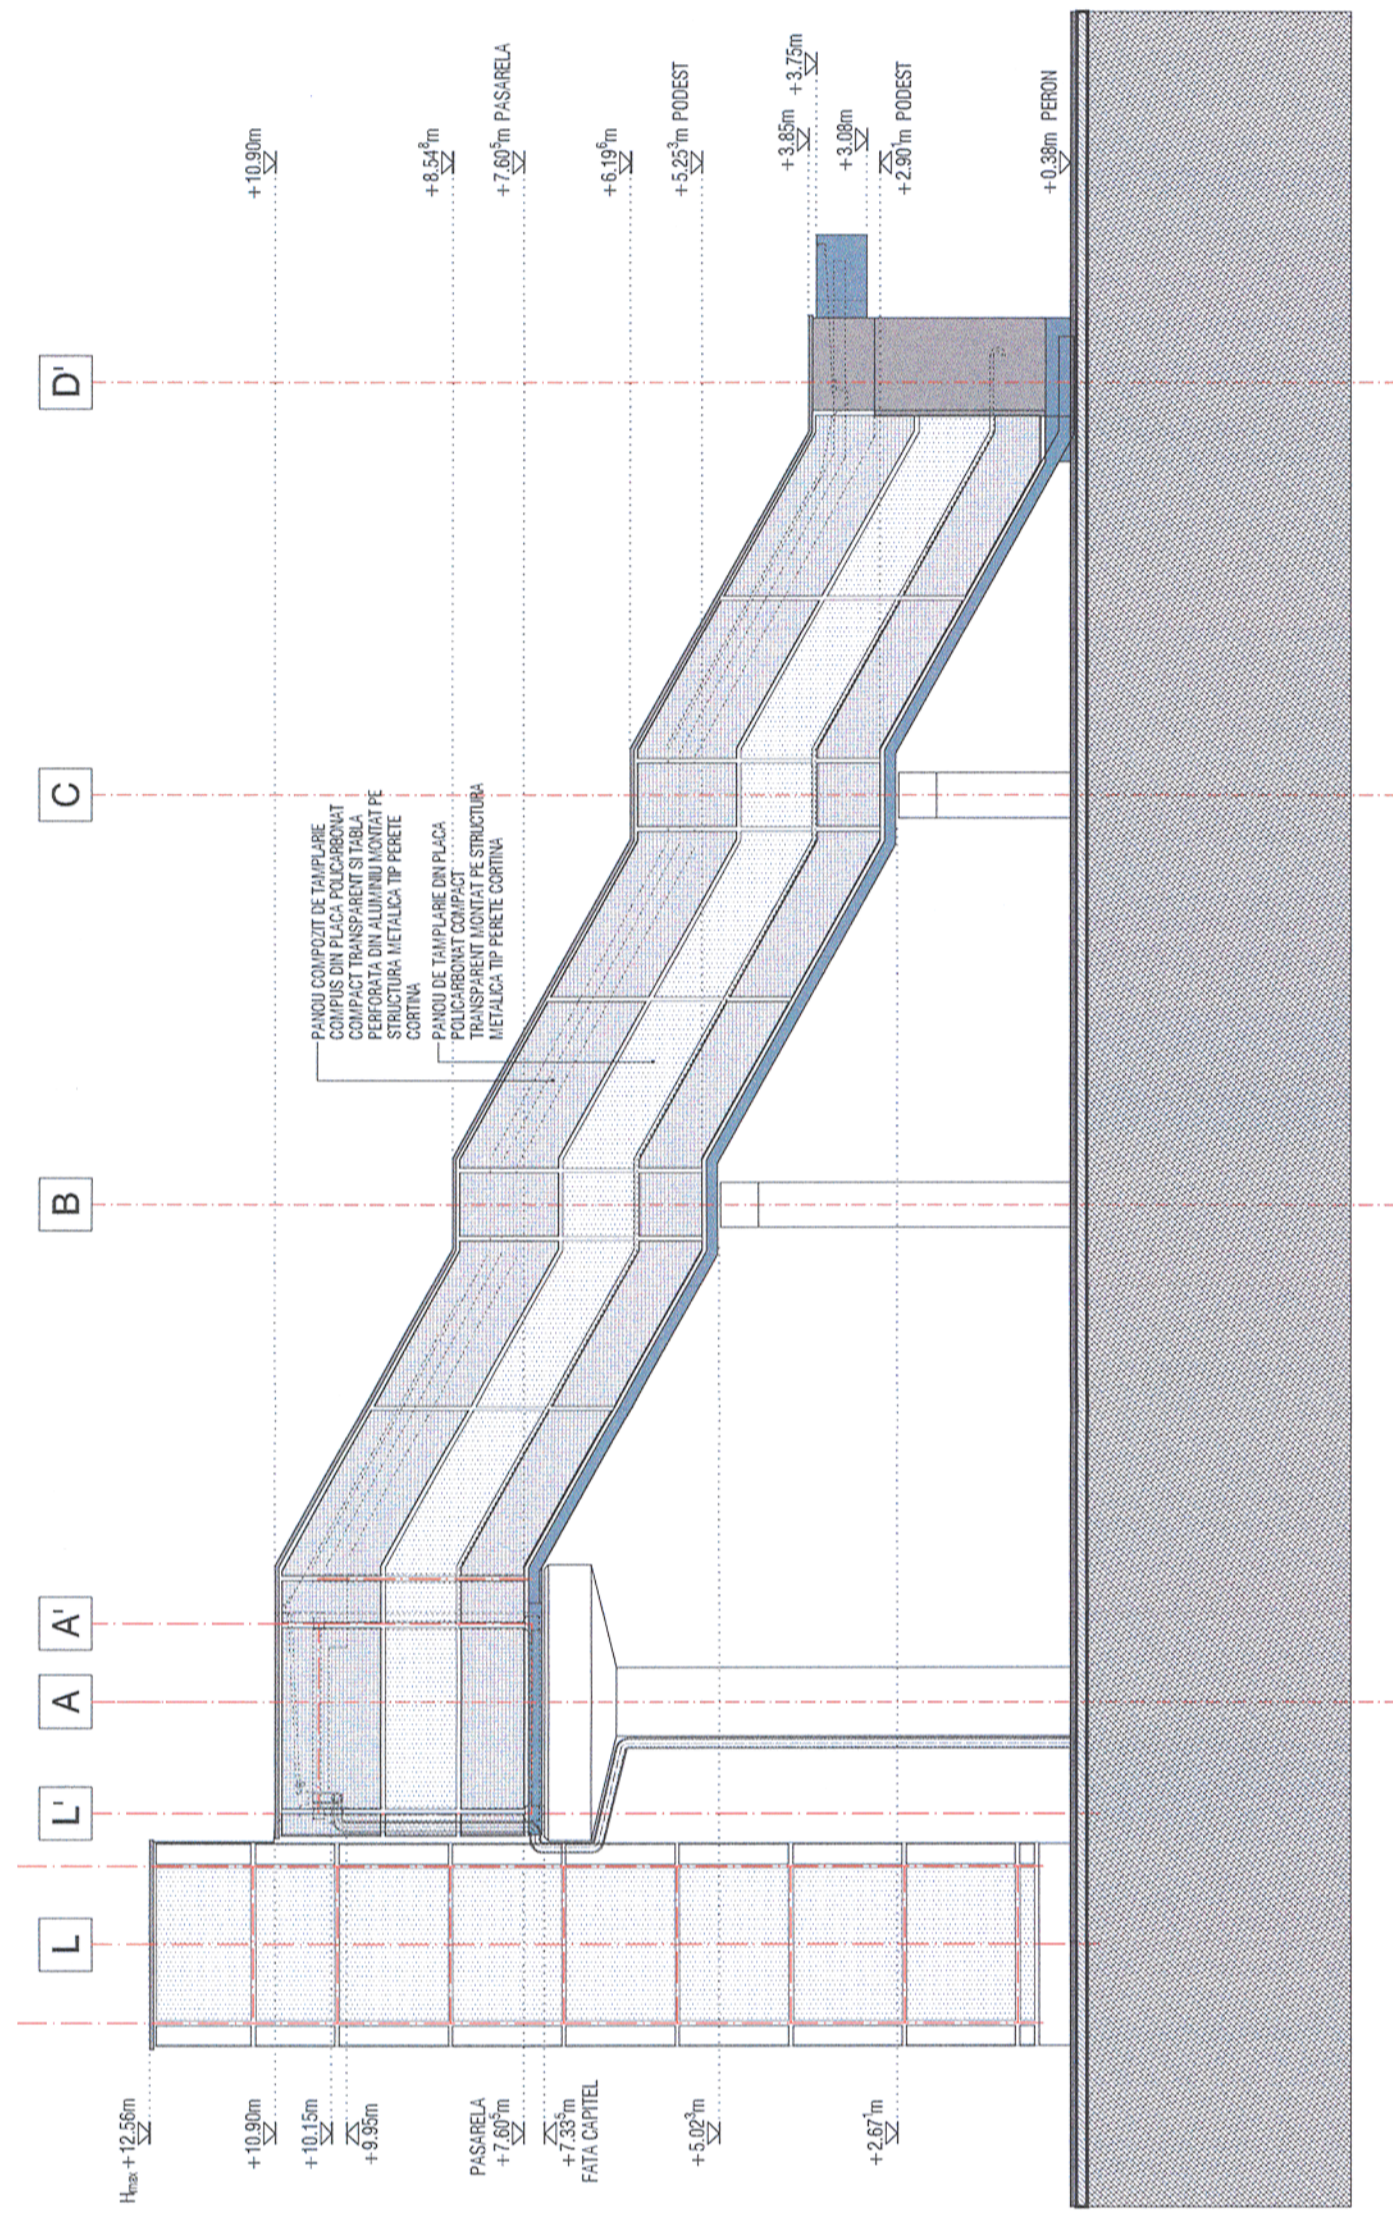 L
L'
A
A'
B
C
D'
Hmax +12.56m
+10.90m
+10.15m
+9.95m
PASARELA
+7.60⁵m
+7.33⁵m
FATA CAPITEL
+5.02³m
+2.67¹m
PANOU COMPOZIT DE TAMPLARIE
COMPUS DIN PLACA POLICARBONAT
COMPACT TRANSPARENT SI TABLA
PERFORATA DIN ALUMINIU MONTAT PE
STRUCTURA METALICA TIP PERETE
CORTINA
PANOU DE TAMPLARIE DIN PLACA
POLICARBONAT COMPACT
TRANSPARENT MONTAT PE STRUCTURA
METALICA TIP PERETE CORTINA
+10.90m
+8.54⁸m
+7.60⁵m PASARELA
+6.19⁶m
+5.25³m PODEST
+3.85m
+3.75m
+3.08m
+2.90¹m PODEST
+0.38m PERON